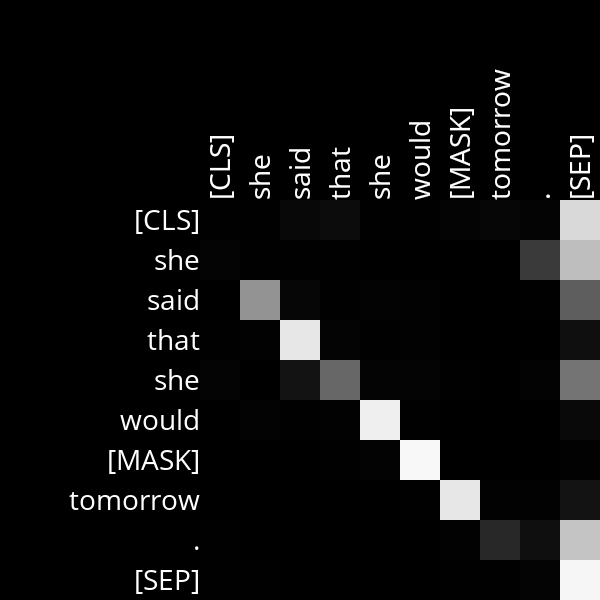 [CLS] she said that she would [MASK] tomorrow . [SEP]
[CLS]
she
said
that
she
would
[MASK]
tomorrow
.
[SEP]